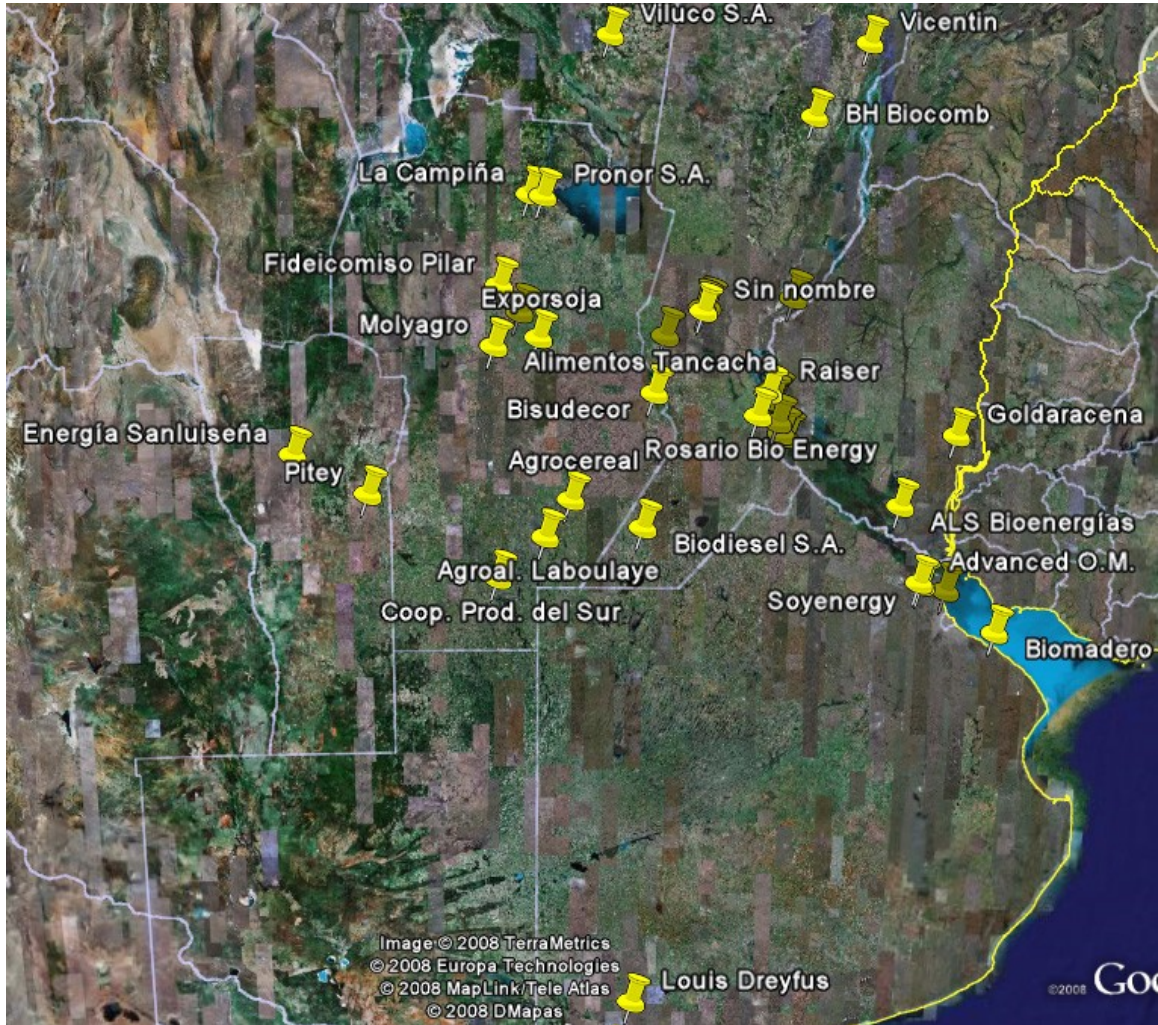 Viluco S.A.
Vicentin
BH Biocomb
La Campiña
Pronor S.A.
Fideicomiso Pilar
Exporsoja
Sin nombre
Molyagro
Alimentos Tancacha
Raiser
Bisudecor
Goldaracena
Energía Sanluiseña
Rosario Bio Energy
Agrocereal
Pitey
ALS Bioenergías
Biodiesel S.A.
Advanced O.M.
Agroal. Laboulaye
Soyenergy
Coop. Prod. del Sur
Biomadero
Image © 2008 TerraMetrics
© 2008 Europa Technologies
© 2008 MapLink/Tele Atlas
© 2008 DMapas
Louis Dreyfus
©2008 Goo